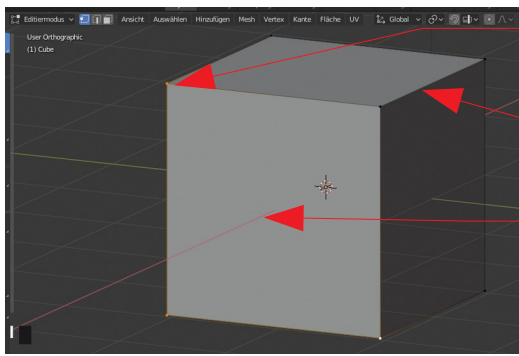 Editiermodus Ansicht Auswählen Hinzufügen Mesh Vertex Kante Fläche UV Global
User Orthographic
(1) Cube